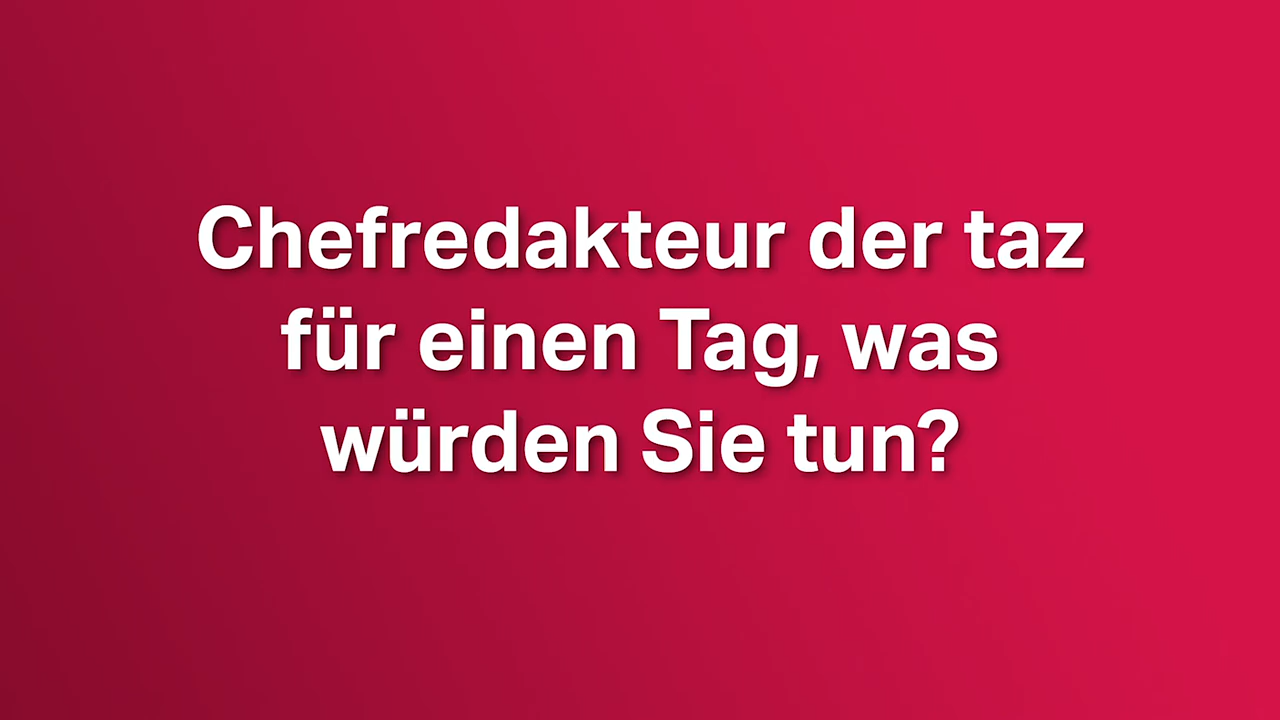 Chefredakteur der taz
für einen Tag, was
würden Sie tun?